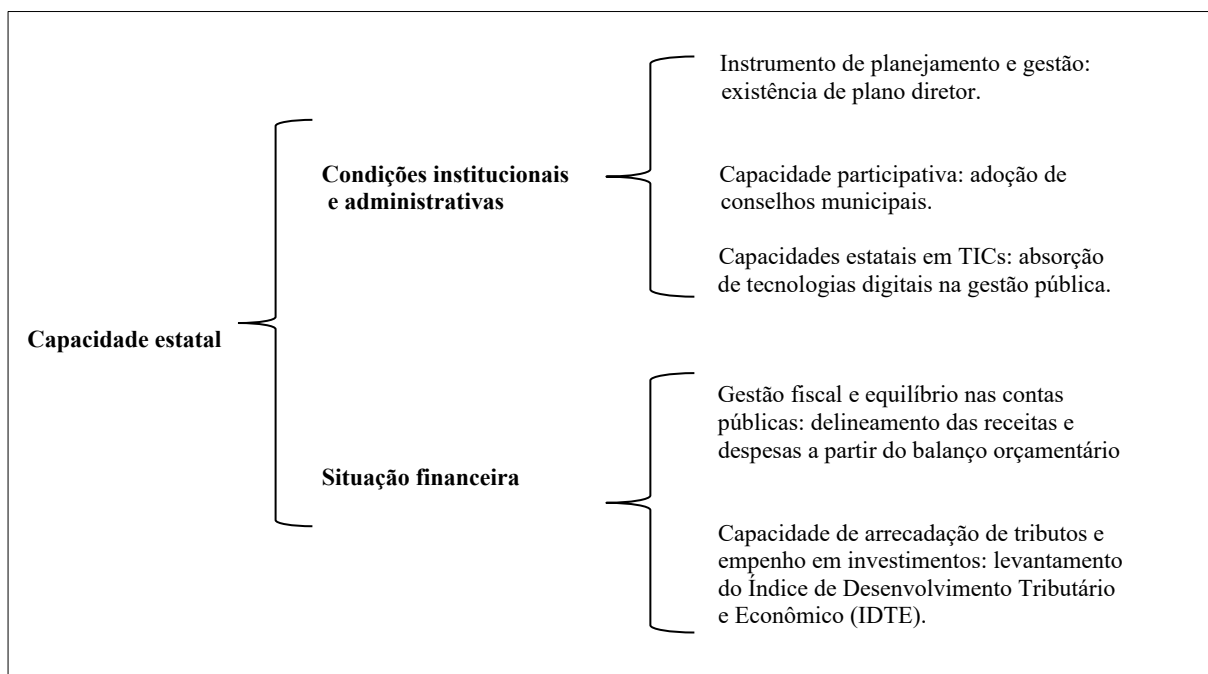 Capacidade estatal
Condições institucionais
e administrativas
Instrumento de planejamento e gestão:
existência de plano diretor.
Capacidade participativa: adoção de
conselhos municipais.
Capacidades estatais em TICs: absorção
de tecnologias digitais na gestão pública.
Situação financeira
Gestão fiscal e equilíbrio nas contas
públicas: delineamento das receitas e
despesas a partir do balanço orçamentário
Capacidade de arrecadação de tributos e
empenho em investimentos: levantamento
do Índice de Desenvolvimento Tributário
e Econômico (IDTE).